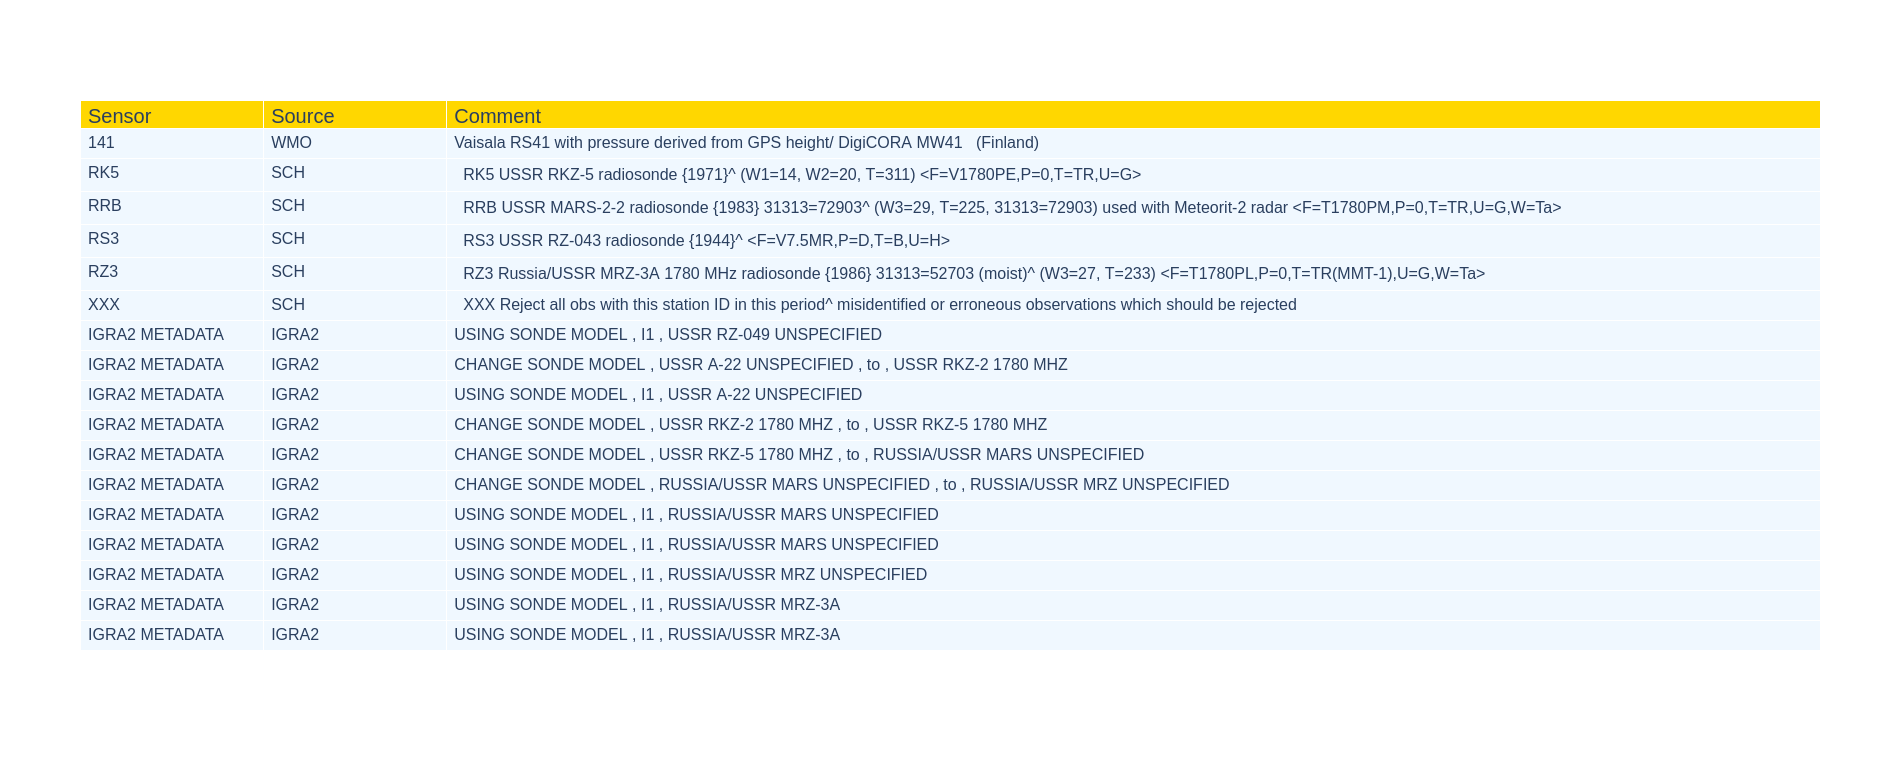 Sensor Source Comment
141 WMO Vaisala RS41 with pressure derived from GPS height/ DigiCORA MW41 (Finland)
RK5 SCH RK5 USSR RKZ-5 radiosonde {1971}^ (W1=14, W2=20, T=311) <F=V1780PE,P=0,T=TR,U=G>
RRB SCH RRB USSR MARS-2-2 radiosonde {1983} 31313=72903^ (W3=29, T=225, 31313=72903) used with Meteorit-2 radar <F=T1780PM,P=0,T=TR,U=G,W=Ta>
RS3 SCH RS3 USSR RZ-043 radiosonde {1944}^ <F=V7.5MR,P=D,T=B,U=H>
RZ3 SCH RZ3 Russia/USSR MRZ-3A 1780 MHz radiosonde {1986} 31313=52703 (moist)^ (W3=27, T=233) <F=T1780PL,P=0,T=TR(MMT-1),U=G,W=Ta>
XXX SCH XXX Reject all obs with this station ID in this period^ misidentified or erroneous observations which should be rejected
IGRA2 METADATA IGRA2 USING SONDE MODEL , I1 , USSR RZ-049 UNSPECIFIED
IGRA2 METADATA IGRA2 CHANGE SONDE MODEL , USSR A-22 UNSPECIFIED , to , USSR RKZ-2 1780 MHZ
IGRA2 METADATA IGRA2 USING SONDE MODEL , I1 , USSR A-22 UNSPECIFIED
IGRA2 METADATA IGRA2 CHANGE SONDE MODEL , USSR RKZ-2 1780 MHZ , to , USSR RKZ-5 1780 MHZ
IGRA2 METADATA IGRA2 CHANGE SONDE MODEL , USSR RKZ-5 1780 MHZ , to , RUSSIA/USSR MARS UNSPECIFIED
IGRA2 METADATA IGRA2 CHANGE SONDE MODEL , RUSSIA/USSR MARS UNSPECIFIED , to , RUSSIA/USSR MRZ UNSPECIFIED
IGRA2 METADATA IGRA2 USING SONDE MODEL , I1 , RUSSIA/USSR MARS UNSPECIFIED
IGRA2 METADATA IGRA2 USING SONDE MODEL , I1 , RUSSIA/USSR MARS UNSPECIFIED
IGRA2 METADATA IGRA2 USING SONDE MODEL , I1 , RUSSIA/USSR MRZ UNSPECIFIED
IGRA2 METADATA IGRA2 USING SONDE MODEL , I1 , RUSSIA/USSR MRZ-3A
IGRA2 METADATA IGRA2 USING SONDE MODEL , I1 , RUSSIA/USSR MRZ-3A